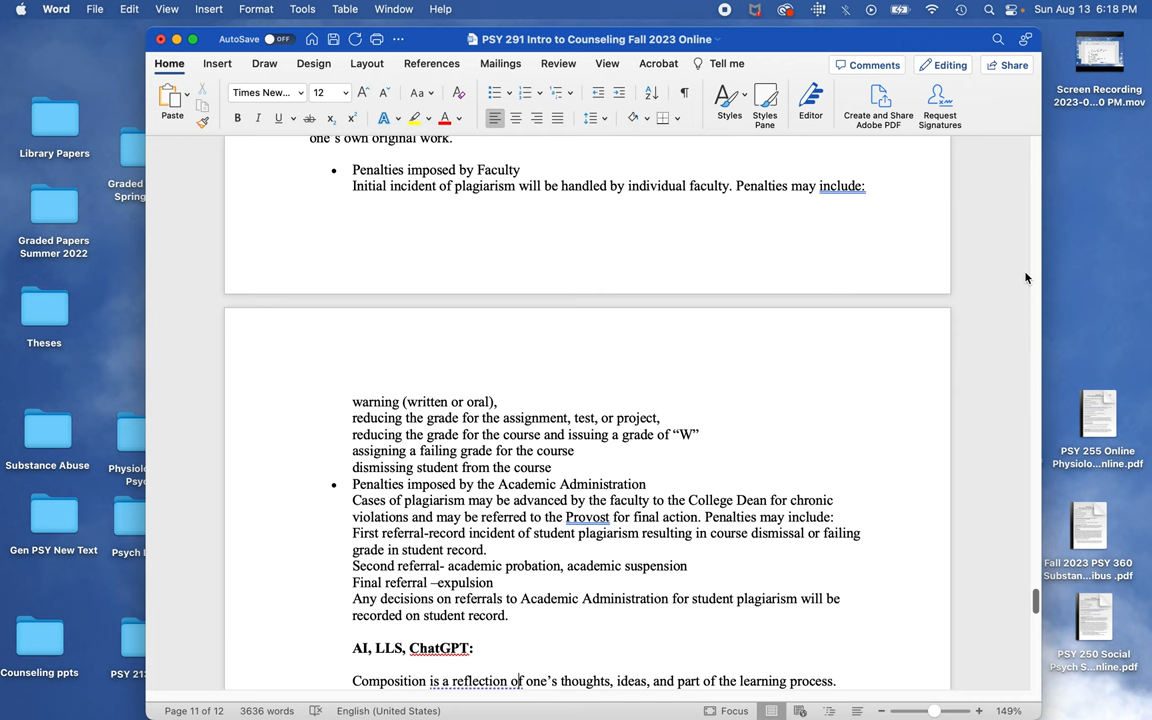 Word File Edit View Insert Format Tools Table Window Help Sun Aug 13 6:18 PM
AutoSave OFF PSY 291 Intro to Counseling Fall 2023 Online
Home Insert Draw Design Layout References Mailings Review View Acrobat Tell me Comments Editing Share
Times New... 12
Paste Styles Styles Pane Editor Create and Share Adobe PDF Request Signatures
one's own original work.
• Penalties imposed by Faculty
Initial incident of plagiarism will be handled by individual faculty. Penalties may include:
warning (written or oral),
reducing the grade for the assignment, test, or project,
reducing the grade for the course and issuing a grade of “W”
assigning a failing grade for the course
dismissing student from the course
• Penalties imposed by the Academic Administration
Cases of plagiarism may be advanced by the faculty to the College Dean for chronic
violations and may be referred to the Provost for final action. Penalties may include:
First referral-record incident of student plagiarism resulting in course dismissal or failing
grade in student record.
Second referral- academic probation, academic suspension
Final referral –expulsion
Any decisions on referrals to Academic Administration for student plagiarism will be
recorded on student record.
AI, LLS, ChatGPT:
Composition is a reflection of one’s thoughts, ideas, and part of the learning process.
Page 11 of 12 3636 words English (United States) Focus 149%
Library Papers
Graded
Spring
Graded Papers
Summer 2022
Theses
Substance Abuse
Physiol
Psyc
Gen PSY New Text
Psych I
Counseling ppts
PSY 21
Screen Recording
2023-0...0 PM.mov
PSY 255 Online
Physiolo...nline.pdf
Fall 2023 PSY 360
Substan...ibus .pdf
PSY 250 Social
Psych S...nline.pdf